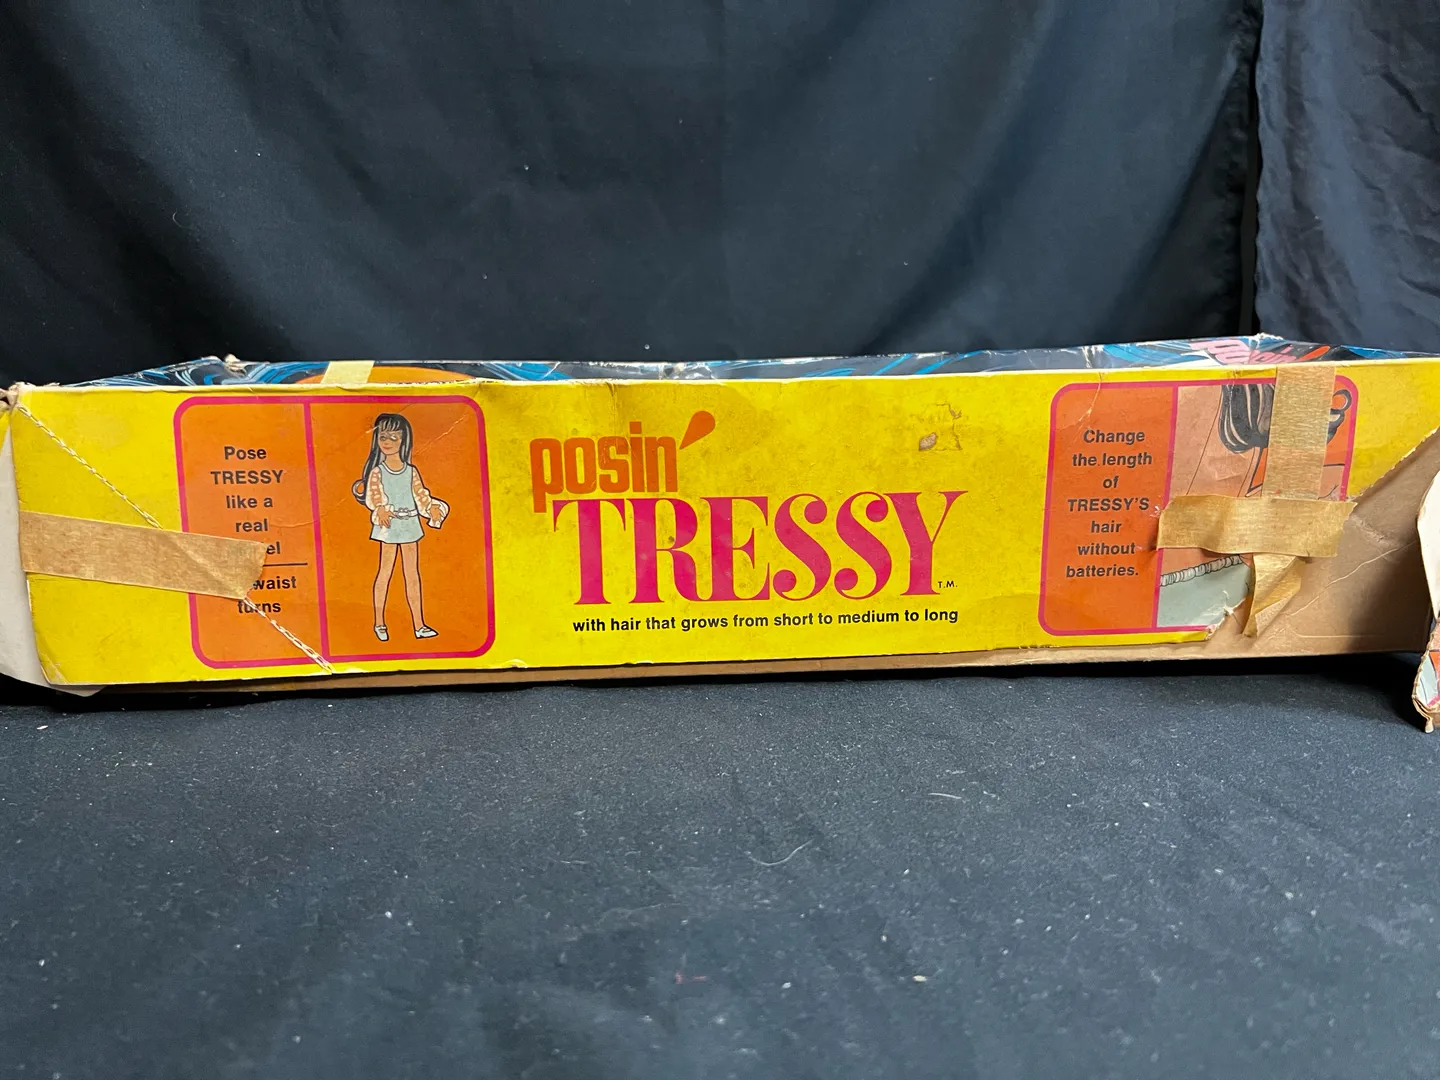 Pose
TRESSY
like a
real
waist
turns
posin'
TRESSY
T.M.
with hair that grows from short to medium to long
Change
the length
of
TRESSY'S
hair
without
batteries.